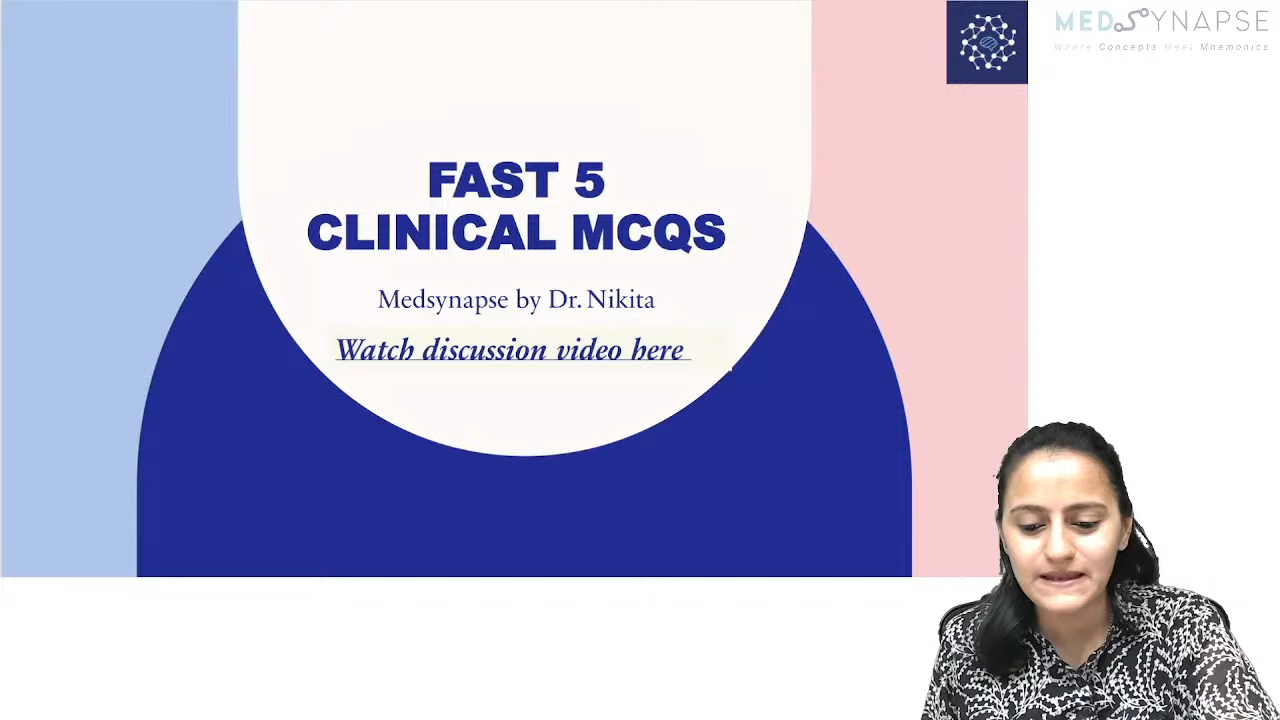 MEDSYNAPSE
Where Concepts Meet Mnemonics
FAST 5
CLINICAL MCQS
Medsynapse by Dr. Nikita
Watch discussion video here